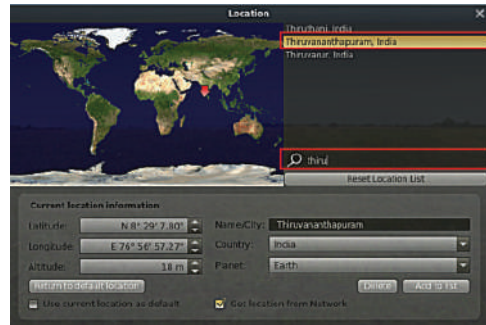 Location
Thiruthani, India
Thiruvananthapuram, India
Thiruvarur, India
thiru
Reset Location List
Current location information
Latitude: N 8° 29' 7.80"
Name/City: Thiruvananthapuram
Longitude: E 76° 56' 57.27"
Country: India
Altitude: 18 m
Planet: Earth
Return to default location
Delete
Add to list
Use current location as default
Get location from Network